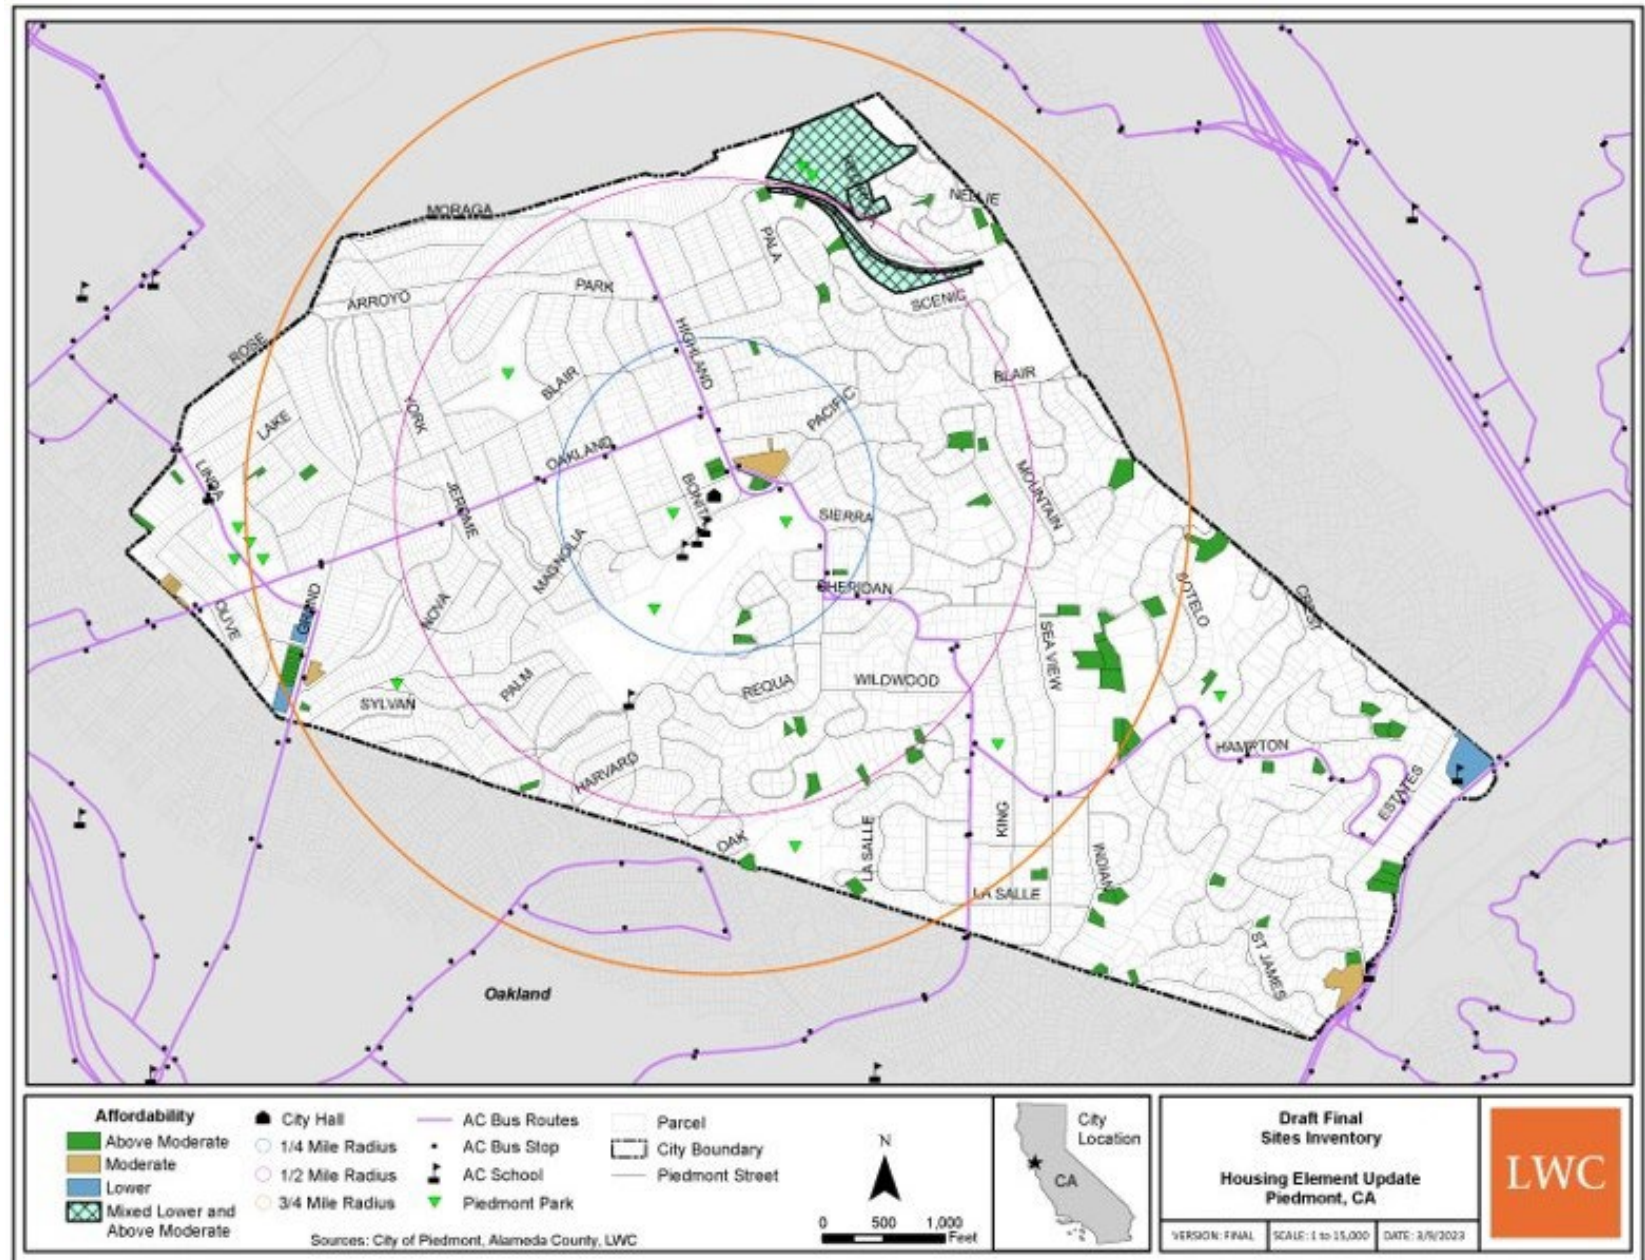 NELLIE
MORAGA
PALA
PARK
ARROYO
SCENIC
HIGHLAND
ROSE
BLAIR
BLAIR
YORK
PACIFIC
LAKE
OAKLAND
LINDA
MOUNTAIN
BONITA
JEROME
SIERRA
MAGNOLIA
SHERIDAN
SOTELO
CREST
NOVA
OLIVE
GRAND
SEA VIEW
PALM
REQUA
WILDWOOD
SYLVAN
HAMPTON
HARVARD
ESTATES
OAK
LA SALLE
KING
INDIAN
LA SALLE
ST JAMES
Oakland
Affordability
Above Moderate
Moderate
Lower
Mixed Lower and
Above Moderate
City Hall
1/4 Mile Radius
1/2 Mile Radius
3/4 Mile Radius
AC Bus Routes
AC Bus Stop
AC School
Piedmont Park
Parcel
City Boundary
Piedmont Street
Sources: City of Piedmont, Alameda County, LWC
N
0 500 1,000
Feet
City
Location
CA
Draft Final
Sites Inventory
Housing Element Update
Piedmont, CA
VERSION: FINAL
SCALE: 1 to 15,000
DATE: 3/9/2023
LWC